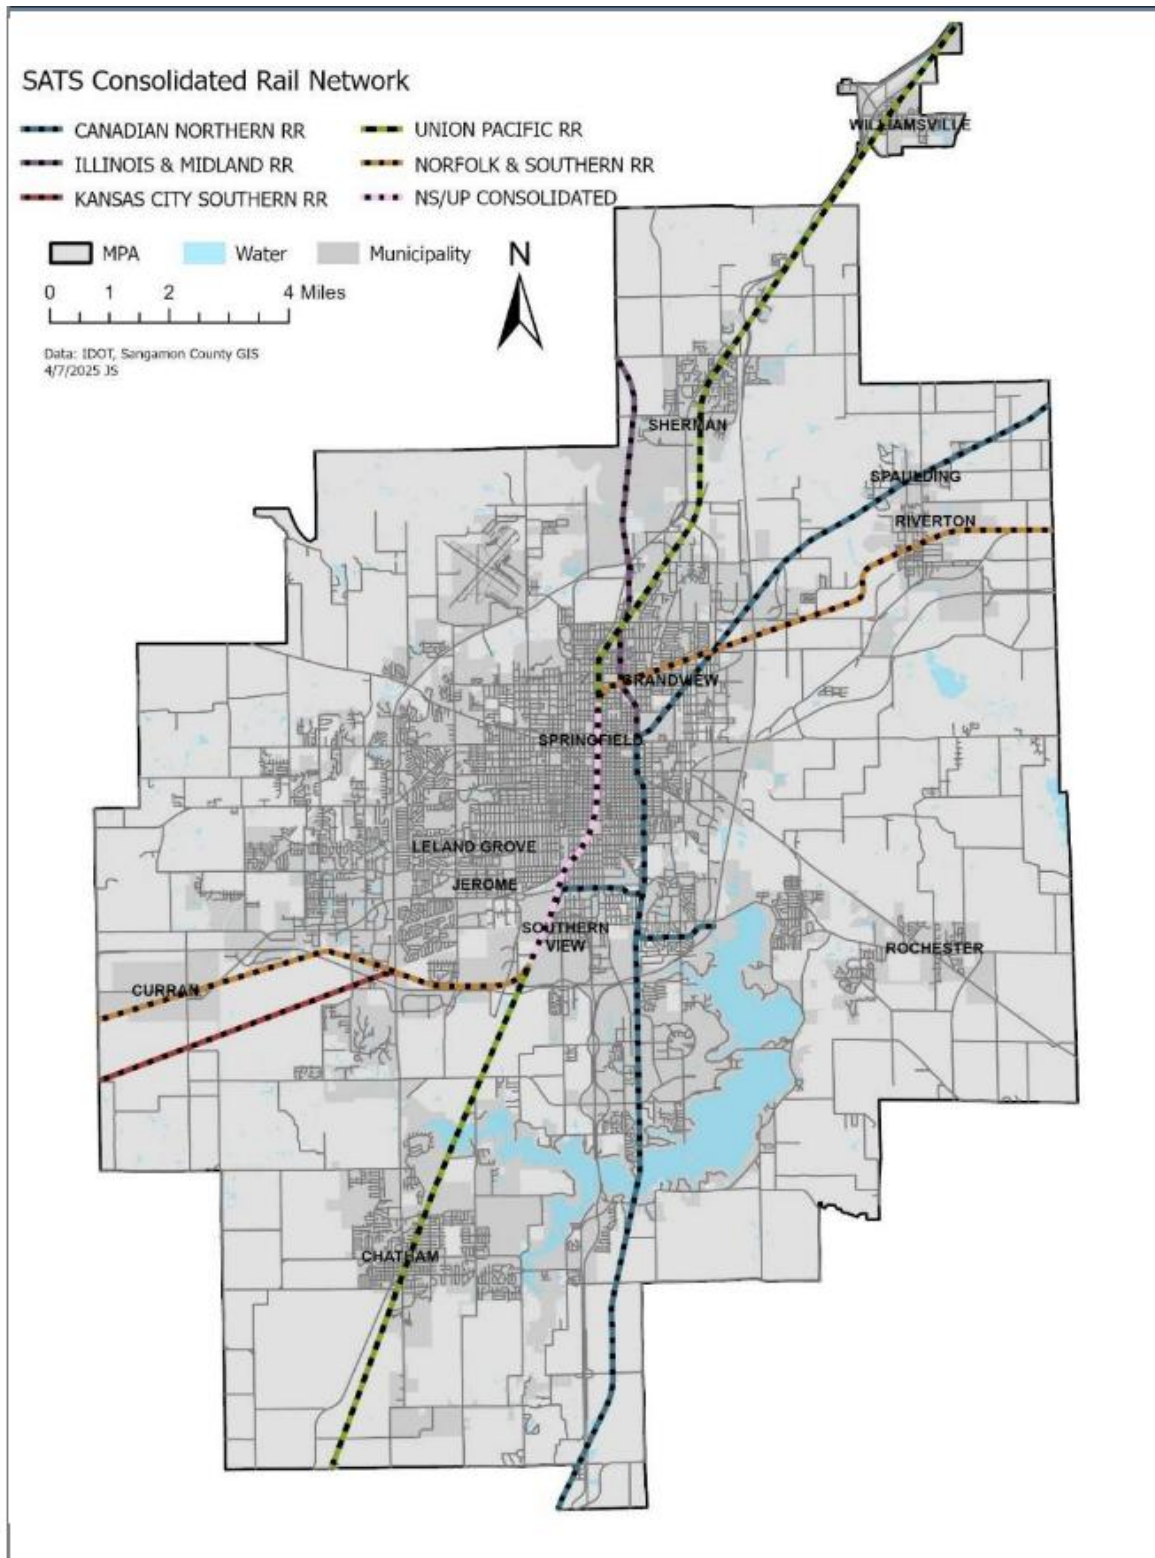 SATS Consolidated Rail Network
CANADIAN NORTHERN RR
UNION PACIFIC RR
ILLINOIS & MIDLAND RR
NORFOLK & SOUTHERN RR
KANSAS CITY SOUTHERN RR
NS/UP CONSOLIDATED
MPA
Water
Municipality
N
0 1 2 4 Miles
Data: IDOT, Sangamon County GIS
4/7/2025 JS
WILLIAMSVILLE
SHERMAN
SPAULDING
RIVERTON
GRANDVIEW
SPRINGFIELD
LELAND GROVE
JEROME
SOUTHERN
VIEW
ROCHESTER
CURRAN
CHATHAM